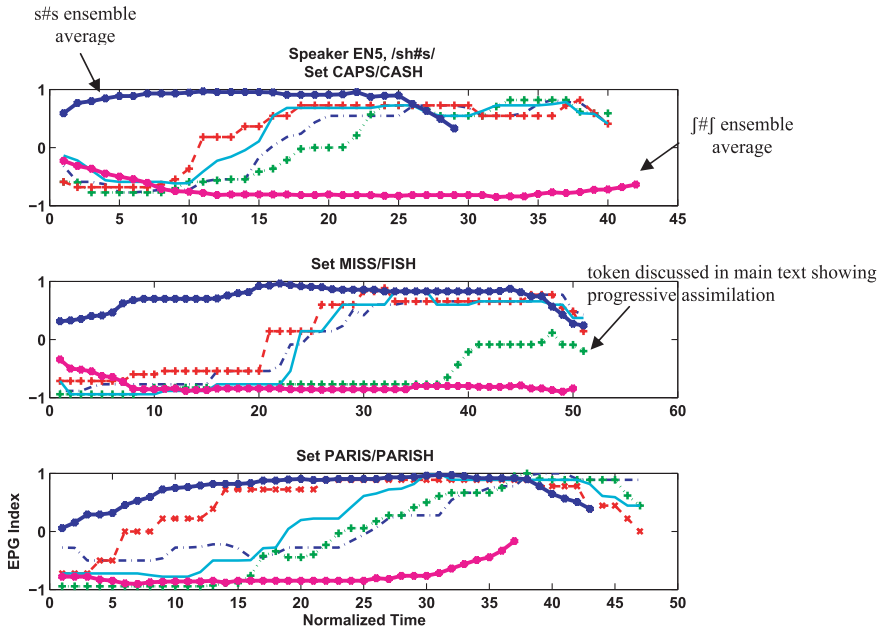 s#s ensemble
average
Speaker EN5, /sh#s/
Set CAPS/CASH
1
0
−1
0 5 10 15 20 25 30 35 40 45
ʃ#ʃ ensemble
average
Set MISS/FISH
1
0
−1
0 10 20 30 40 50 60
token discussed in main text showing
progressive assimilation
Set PARIS/PARISH
1
0
−1
0 5 10 15 20 25 30 35 40 45 50
EPG Index
Normalized Time